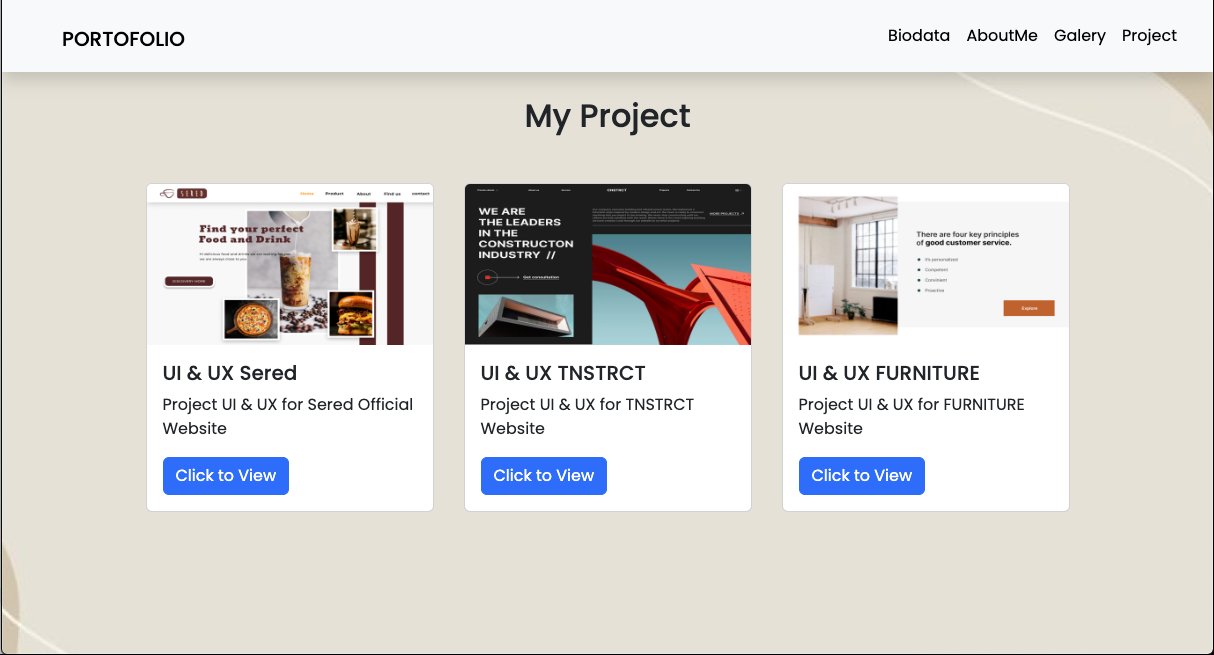 PORTOFOLIO
Biodata AboutMe Galery Project
My Project
SERED
Home Product About Find us contact
Find your perfect
Food and Drink
DISCOVERY MORE
WE ARE
THE LEADERS
IN THE
CONSTRUCTON
INDUSTRY //
MORE PROJECTS
Get consultation
There are four key principles
of good customer service.
It's personalized
Competent
Convenient
Proactive
Explore
UI & UX Sered
Project UI & UX for Sered Official
Website
Click to View
UI & UX TNSTRCT
Project UI & UX for TNSTRCT
Website
Click to View
UI & UX FURNITURE
Project UI & UX for FURNITURE
Website
Click to View